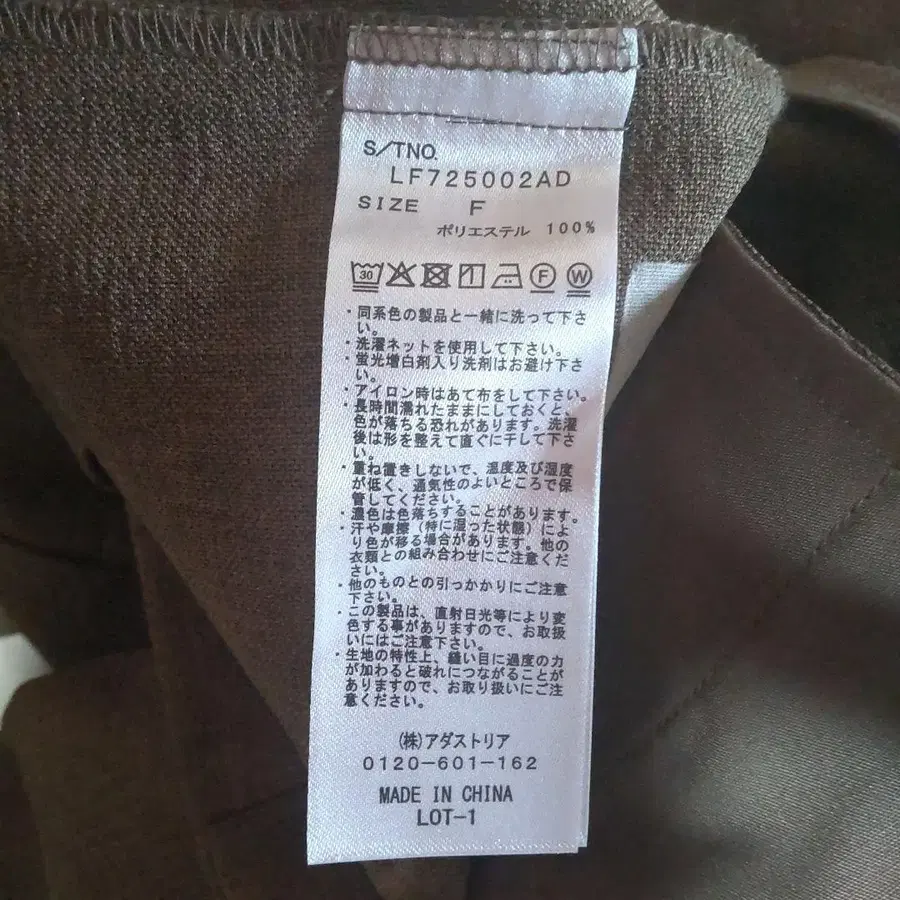 S/TNO.
LF725002AD
SIZE F
ポリエステル 100%
30
F W
・同系色の製品と一緒に洗って下さ
い。
・洗濯ネットを使用して下さい。
・蛍光増白剤入り洗剤はお避け下さ
い。
・アイロン時はあて布をして下さい。
・長時間濡れたままにしておくと、
色が落ちる恐れがあります。洗濯
後は形を整えて直ぐに干して下さ
い。
・重ね置きしないで、温度及び湿度
が低く、通気性のよいところで保
管してください。
・濃色は色落ちすることがあります。
・汗や摩擦（特に湿った状態）によ
り色が移る場合があります。他の
衣類との組み合わせにご注意くだ
さい。
・他のものとの引っかかりにご注意
下さい。
・この製品は、直射日光等により変
色する事がありますので、お取扱
いにはご注意下さい。
・生地の特性上、縫い目に過度の力
が加わると破れにつながることが
ありますので、お取り扱いにご注
意ください。
(株)アダストリア
0120-601-162
MADE IN CHINA
LOT-1